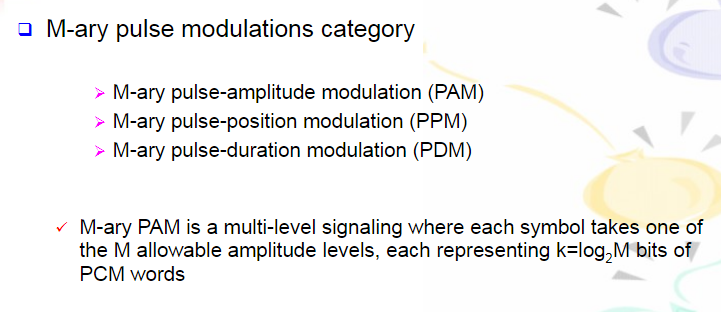 M-ary pulse modulations category
M-ary pulse-amplitude modulation (PAM)
M-ary pulse-position modulation (PPM)
M-ary pulse-duration modulation (PDM)
M-ary PAM is a multi-level signaling where each symbol takes one of
the M allowable amplitude levels, each representing k=log₂M bits of
PCM words